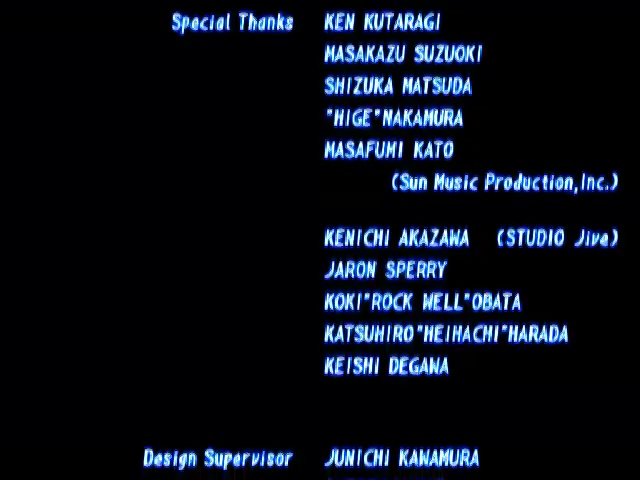 Special Thanks KEN KUTARAGI
MASAKAZU SUZUOKI
SHIZUKA MATSUDA
"HIGE"NAKAMURA
MASAFUMI KATO
(Sun Music Production,Inc.)
KENICHI AKAZAWA (STUDIO Jive)
JARON SPERRY
KOKI"ROCK WELL"OBATA
KATSUHIRO"HEIHACHI"HARADA
KEISHI DEGANA
Design Supervisor JUNICHI KAWAMURA